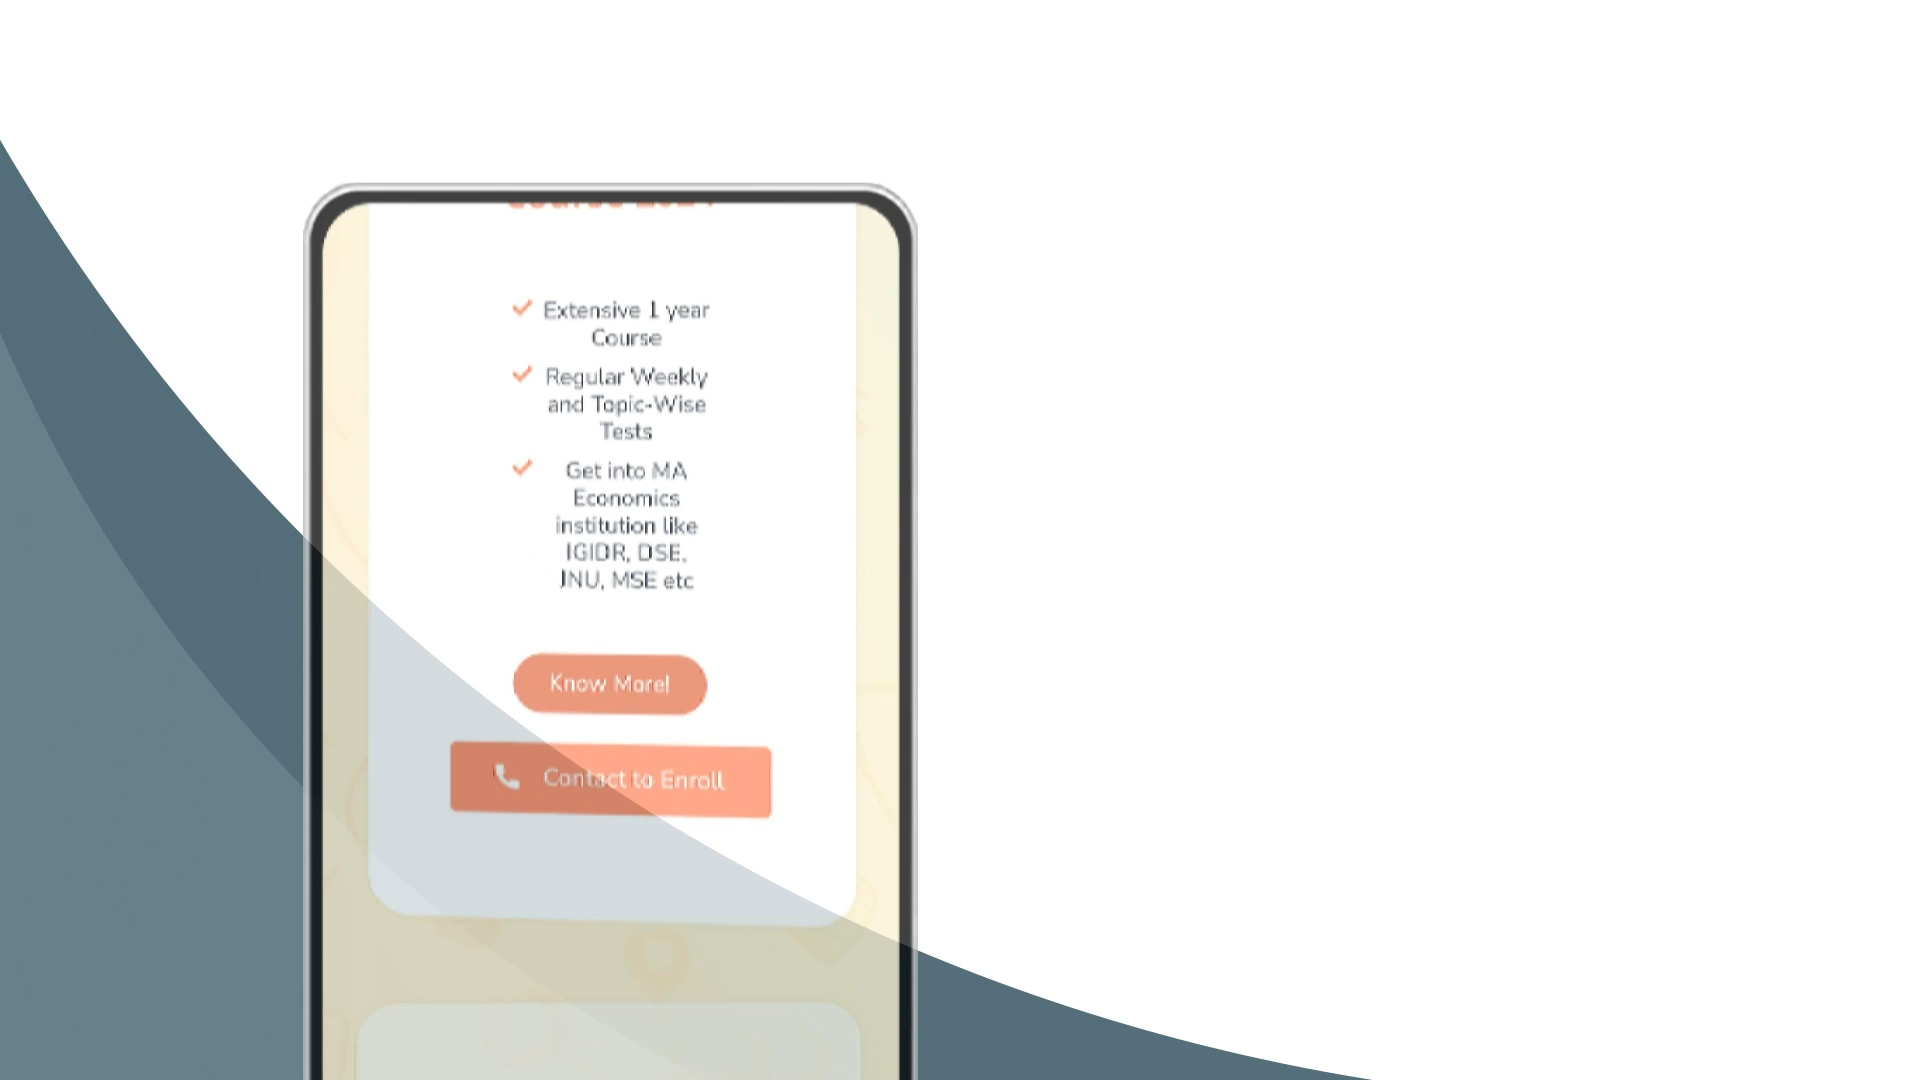 Extensive 1 year
Course
Regular Weekly
and Topic-Wise
Tests
Get into MA
Economics
institution like
IGIDR, DSE,
JNU, MSE etc
Know More!
Contact to Enroll